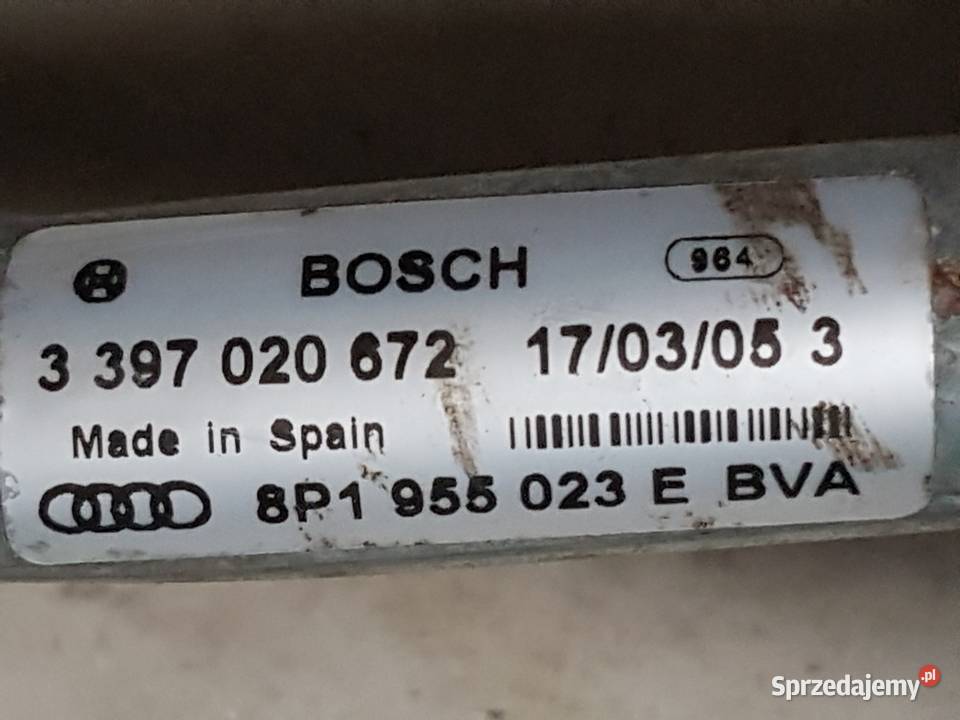 BOSCH 964
3 397 020 672 17/03/05 3
Made in Spain
8P1 955 023 E BVA
Sprzedajemy.pl